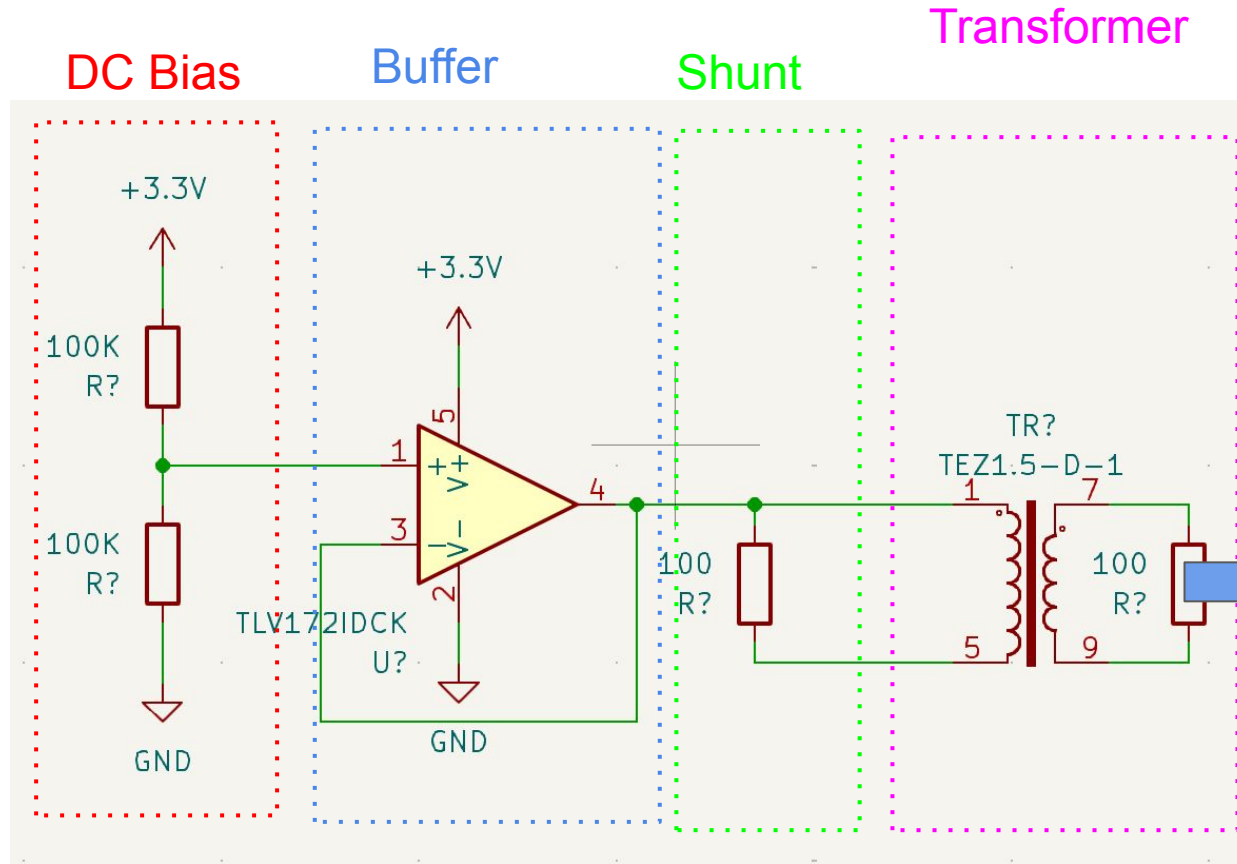 DC Bias
Buffer
Shunt
Transformer
+3.3V
100K
R?
100K
R?
GND
+3.3V
5
1
+
V+
3
-
V-
2
4
TLV172IDCK
U?
GND
100
R?
TR?
TEZ1.5-D-1
1
7
5
9
100
R?